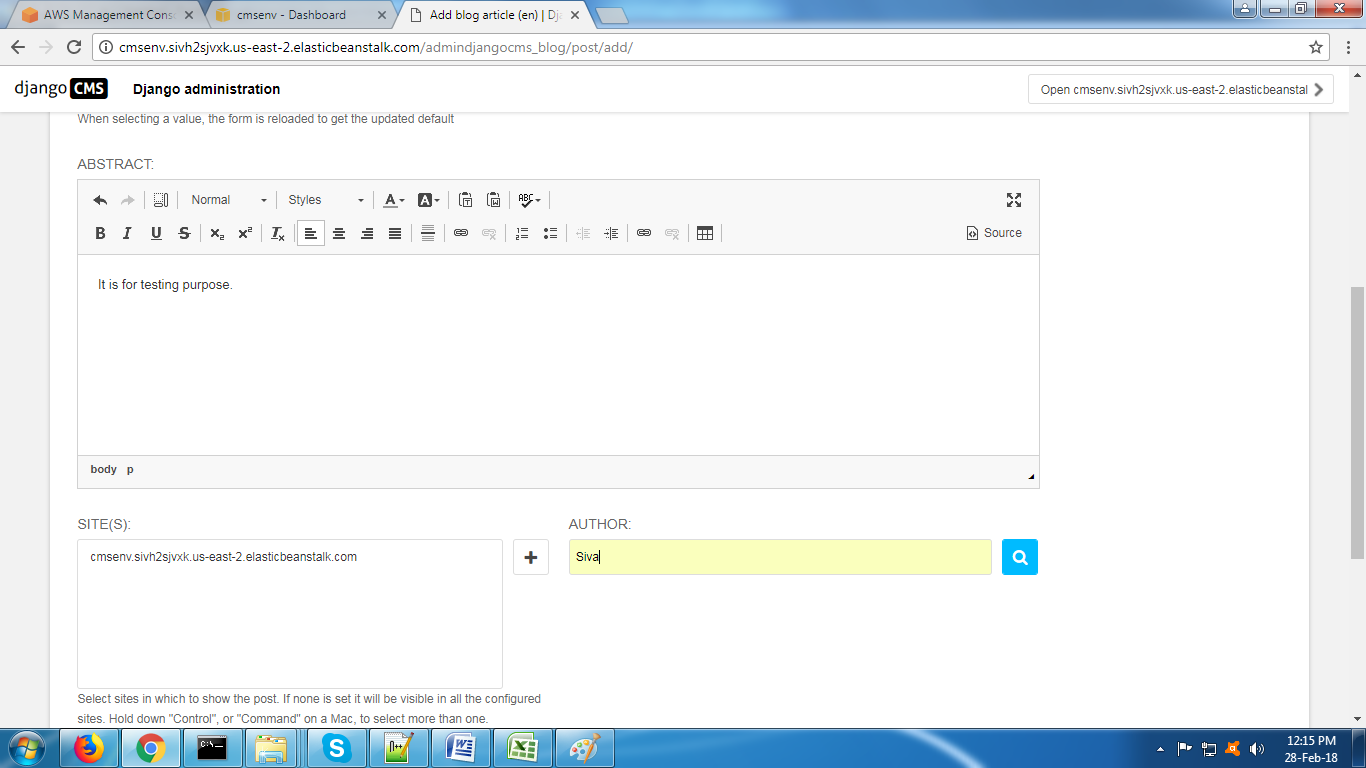 AWS Management Cons
cmsenv - Dashboard
Add blog article (en) | Dj
cmsenv.sivh2sjvxk.us-east-2.elasticbeanstalk.com/admindjangocms_blog/post/add/
django CMS
Django administration
Open cmsenv.sivh2sjvxk.us-east-2.elasticbeanstal
When selecting a value, the form is reloaded to get the updated default
ABSTRACT:
Normal
Styles
A
A
ABC
B I U S x₂ x² Tx
Source
It is for testing purpose.
body p
SITE(S):
AUTHOR:
cmsenv.sivh2sjvxk.us-east-2.elasticbeanstalk.com
Siva
Select sites in which to show the post. If none is set it will be visible in all the configured
sites. Hold down "Control", or "Command" on a Mac, to select more than one.
12:15 PM
28-Feb-18